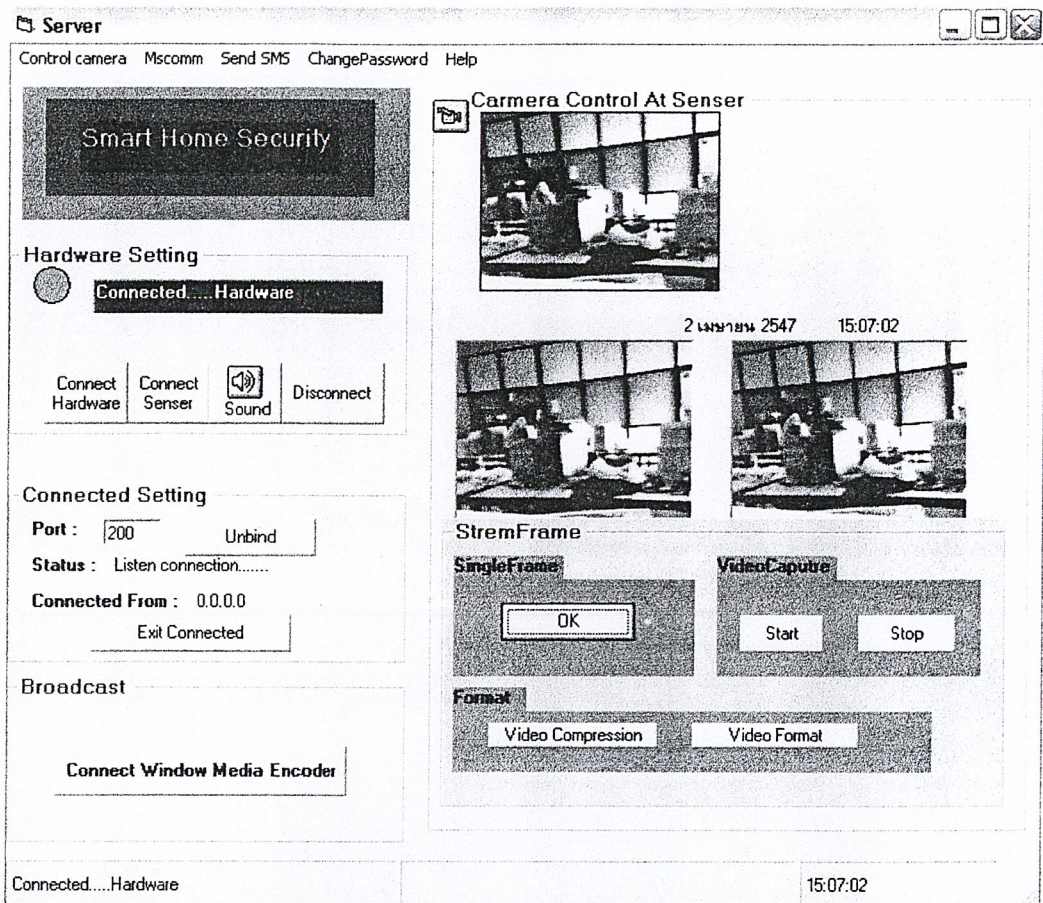 Server
Control camera Mscomm Send SMS ChangePassword Help
Smart Home Security
Hardware Setting
Connected.....Hardware
Connect Hardware
Connect Senser
Sound
Disconnect
Connected Setting
Port : 200 Unbind
Status : Listen connection.......
Connected From : 0.0.0.0
Exit Connected
Broadcast
Connect Window Media Encoder
Carmera Control At Senser
2 เมษายน 2547 15:07:02
StremFrame
SingleFrame
OK
VideoCaputre
Start Stop
Format
Video Compression Video Format
Connected.....Hardware 15:07:02